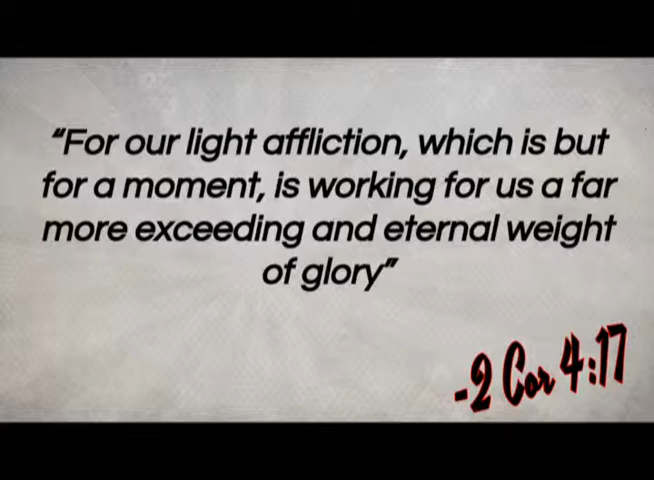 “For our light affliction, which is but
for a moment, is working for us a far
more exceeding and eternal weight
of glory”
-2 Cor 4:17